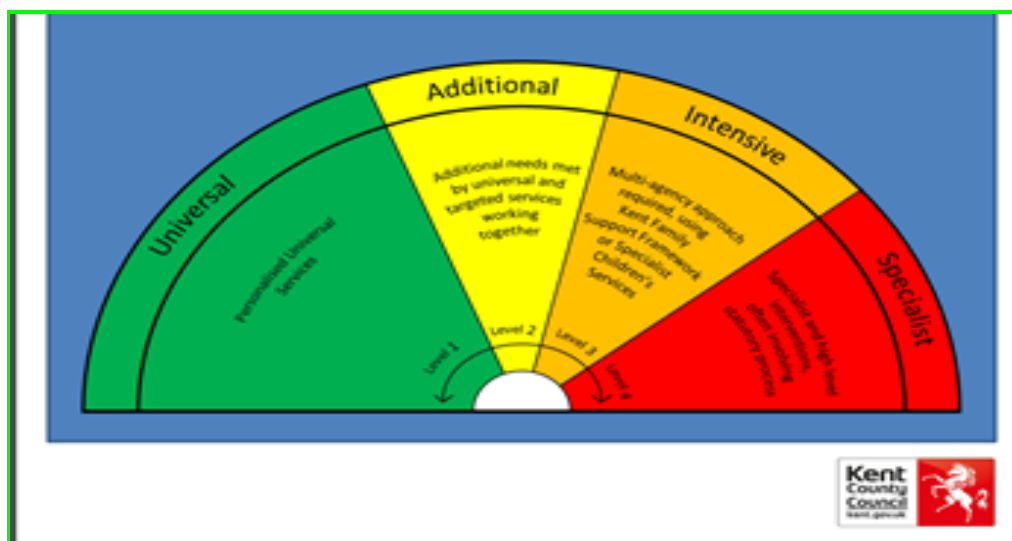 Universal
Additional
Intensive
Specialist
Personalised Universal
Services
Additional needs met
by universal and
targeted services
working
together
Multi-agency approach
required, using
Kent Family
Support Framework
or Specialist
Children's
Services
Specialist and high level
interventions,
often involving
statutory process
Level 1
Level 2
Level 3
Level 4
Kent
County
Council
kent.gov.uk
2